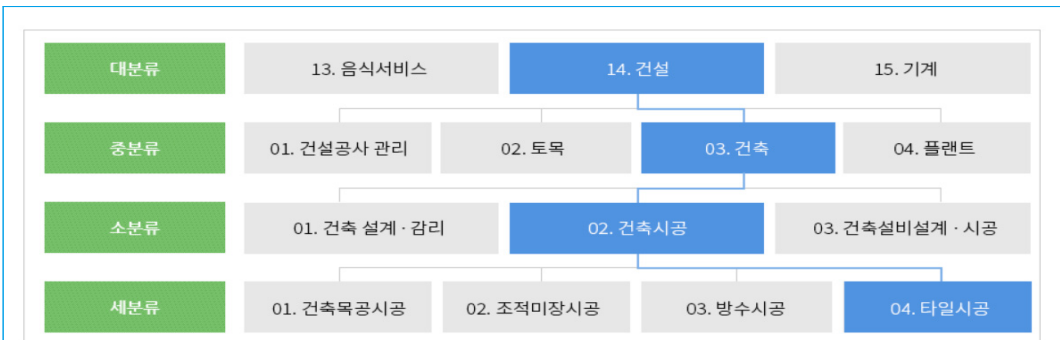 대분류 13. 음식서비스 14. 건설 15. 기계
중분류 01. 건설공사 관리 02. 토목 03. 건축 04. 플랜트
소분류 01. 건축 설계 · 감리 02. 건축시공 03. 건축설비설계 · 시공
세분류 01. 건축목공시공 02. 조적미장시공 03. 방수시공 04. 타일시공